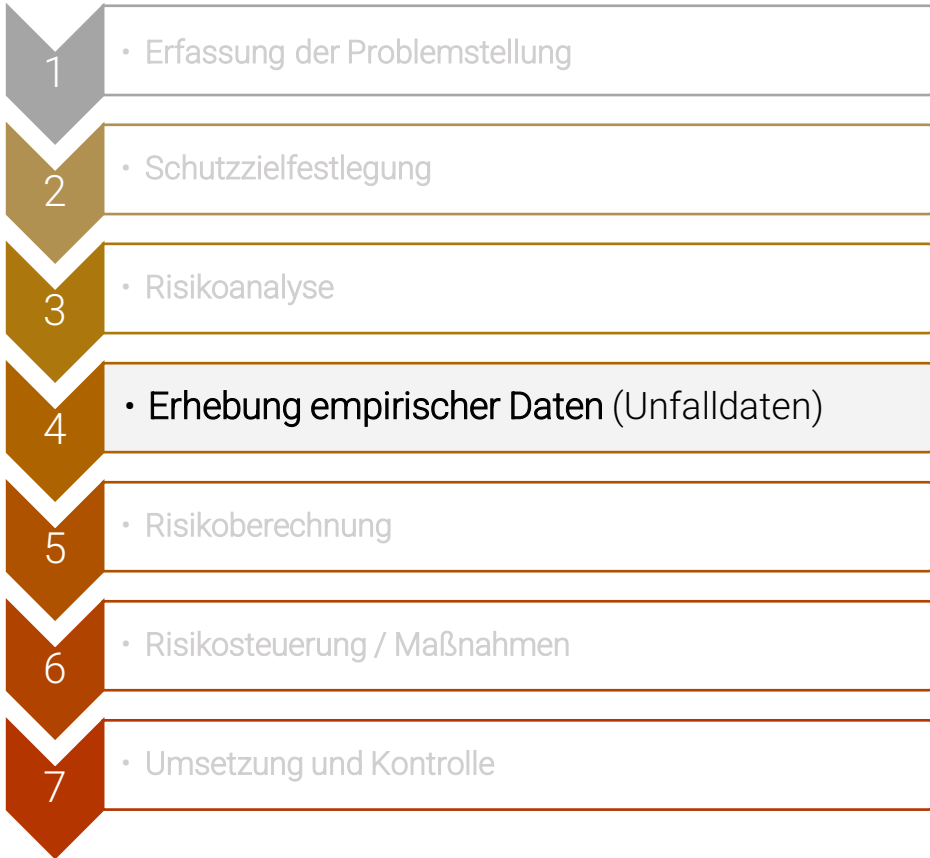 1
· Erfassung der Problemstellung
2
· Schutzzielfestlegung
3
· Risikoanalyse
4
· Erhebung empirischer Daten (Unfalldaten)
5
· Risikoberechnung
6
· Risikosteuerung / Maßnahmen
7
· Umsetzung und Kontrolle